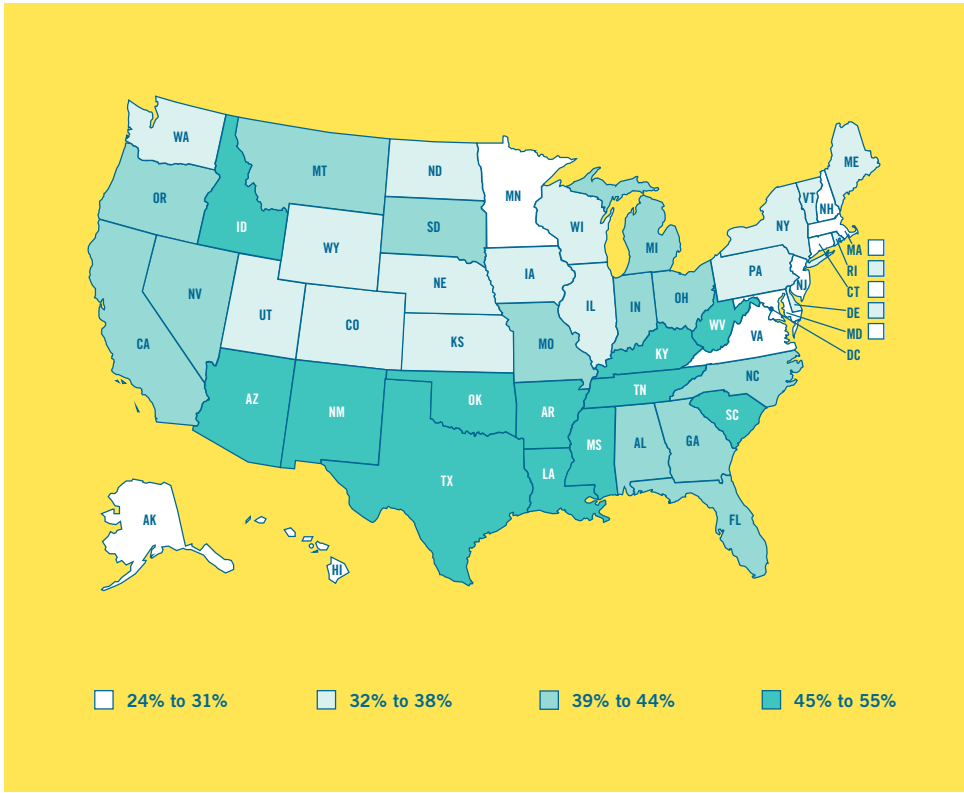 WA
MT
ND
MN
ME
VT
NH
OR
ID
SD
WI
NY
MI
WY
MA
RI
PA
IA
NE
NJ
CT
NV
IL
IN
OH
DE
UT
CO
WV
MD
VA
KS
MO
CA
KY
DC
NC
TN
AZ
NM
OK
AR
SC
MS
AL
GA
TX
LA
AK
FL
HI
24% to 31%
32% to 38%
39% to 44%
45% to 55%